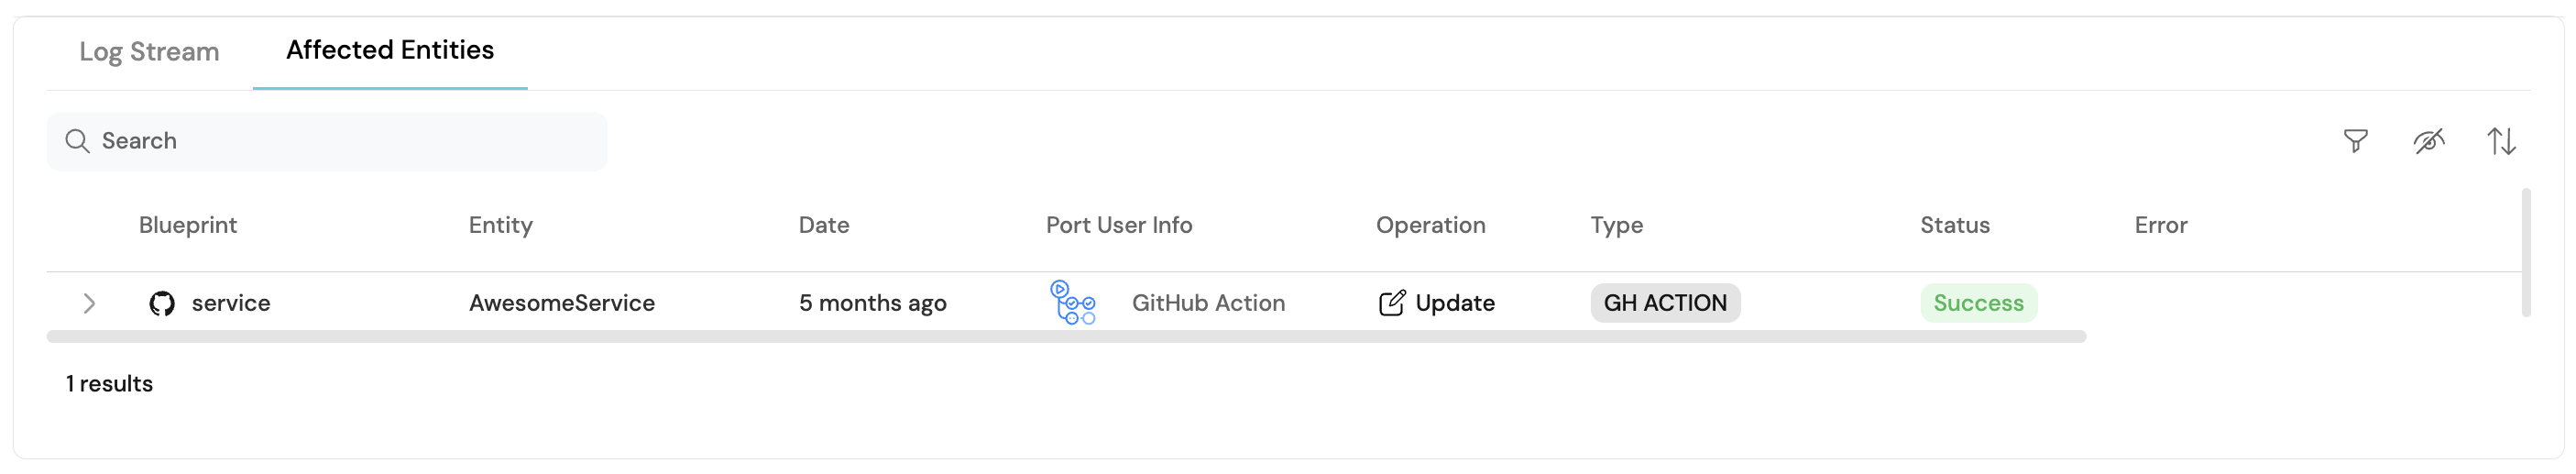 Log Stream Affected Entities
Search
Blueprint Entity Date Port User Info Operation Type Status Error
service AwesomeService 5 months ago GitHub Action Update GH ACTION Success
1 results